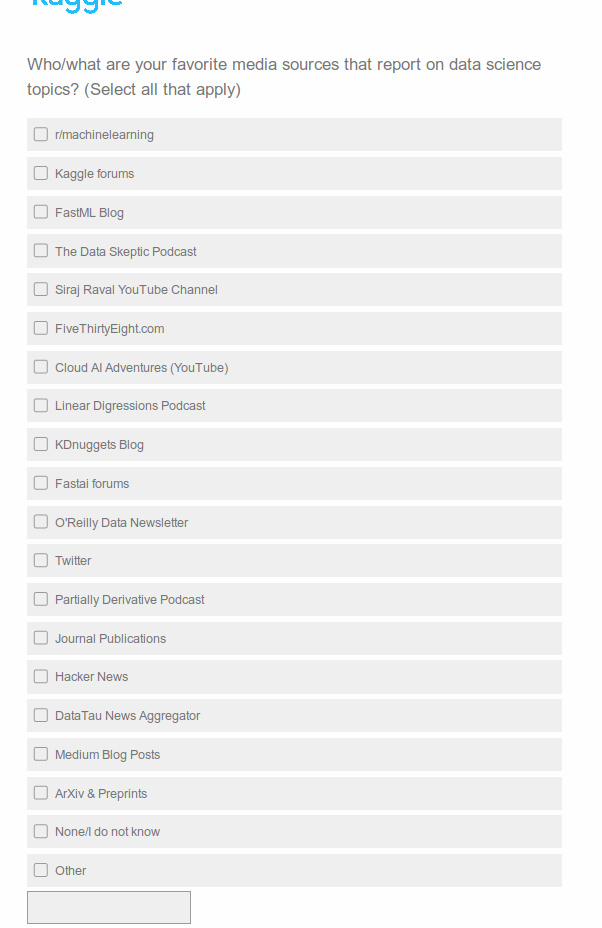 kaggle
Who/what are your favorite media sources that report on data science
topics? (Select all that apply)
r/machinelearning
Kaggle forums
FastML Blog
The Data Skeptic Podcast
Siraj Raval YouTube Channel
FiveThirtyEight.com
Cloud AI Adventures (YouTube)
Linear Digressions Podcast
KDnuggets Blog
Fastai forums
O'Reilly Data Newsletter
Twitter
Partially Derivative Podcast
Journal Publications
Hacker News
DataTau News Aggregator
Medium Blog Posts
ArXiv & Preprints
None/I do not know
Other